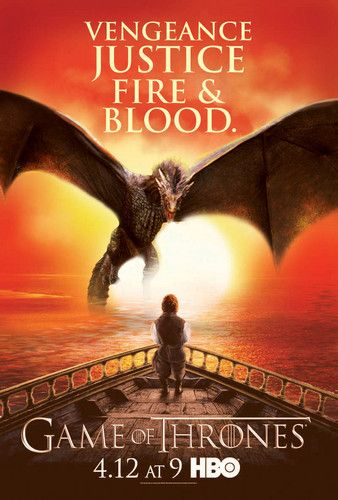 VENGEANCE
JUSTICE
FIRE &
BLOOD.
GAME OF THRONES
4.12 AT 9 HBO